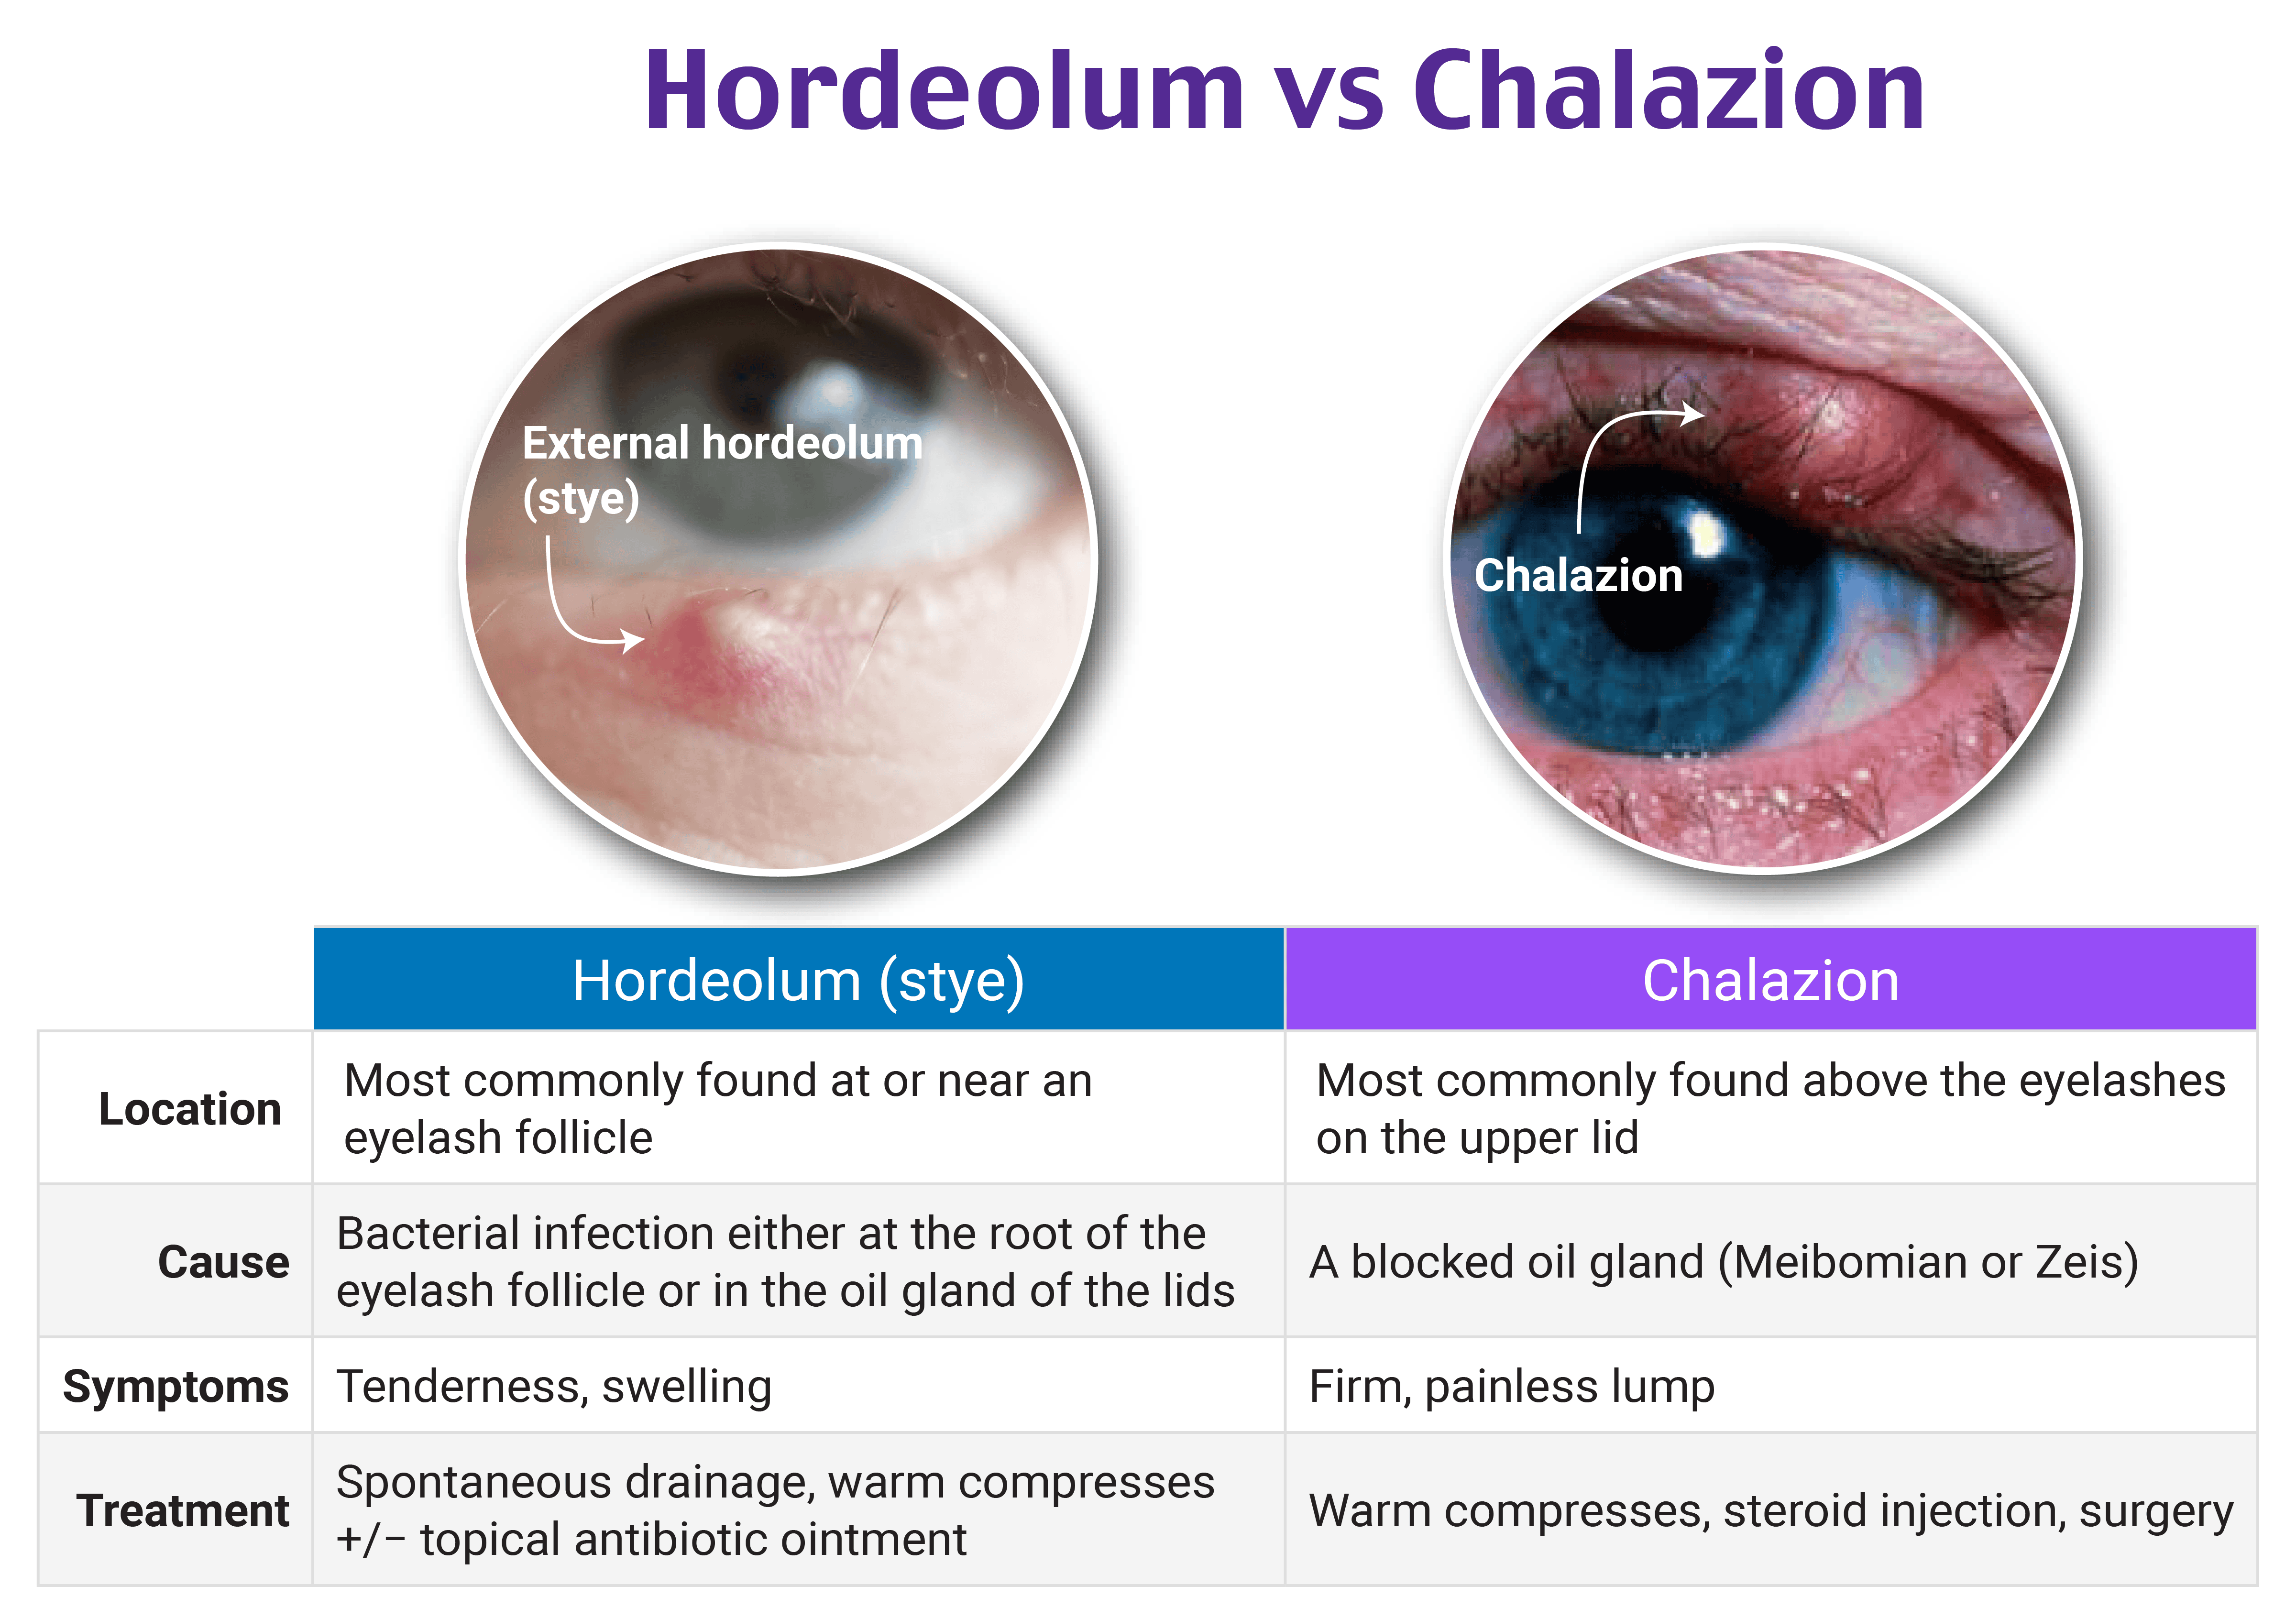 Hordeolum vs Chalazion
External hordeolum
(stye)
Chalazion
Hordeolum (stye)
Chalazion
Location
Most commonly found at or near an
eyelash follicle
Most commonly found above the eyelashes
on the upper lid
Cause
Bacterial infection either at the root of the
eyelash follicle or in the oil gland of the lids
A blocked oil gland (Meibomian or Zeis)
Symptoms
Tenderness, swelling
Firm, painless lump
Treatment
Spontaneous drainage, warm compresses
+/− topical antibiotic ointment
Warm compresses, steroid injection, surgery